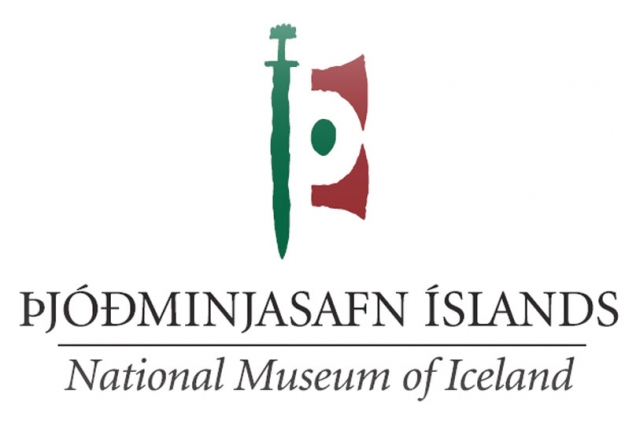 ÞJÓÐMINJASAFN ÍSLANDS
National Museum of Iceland